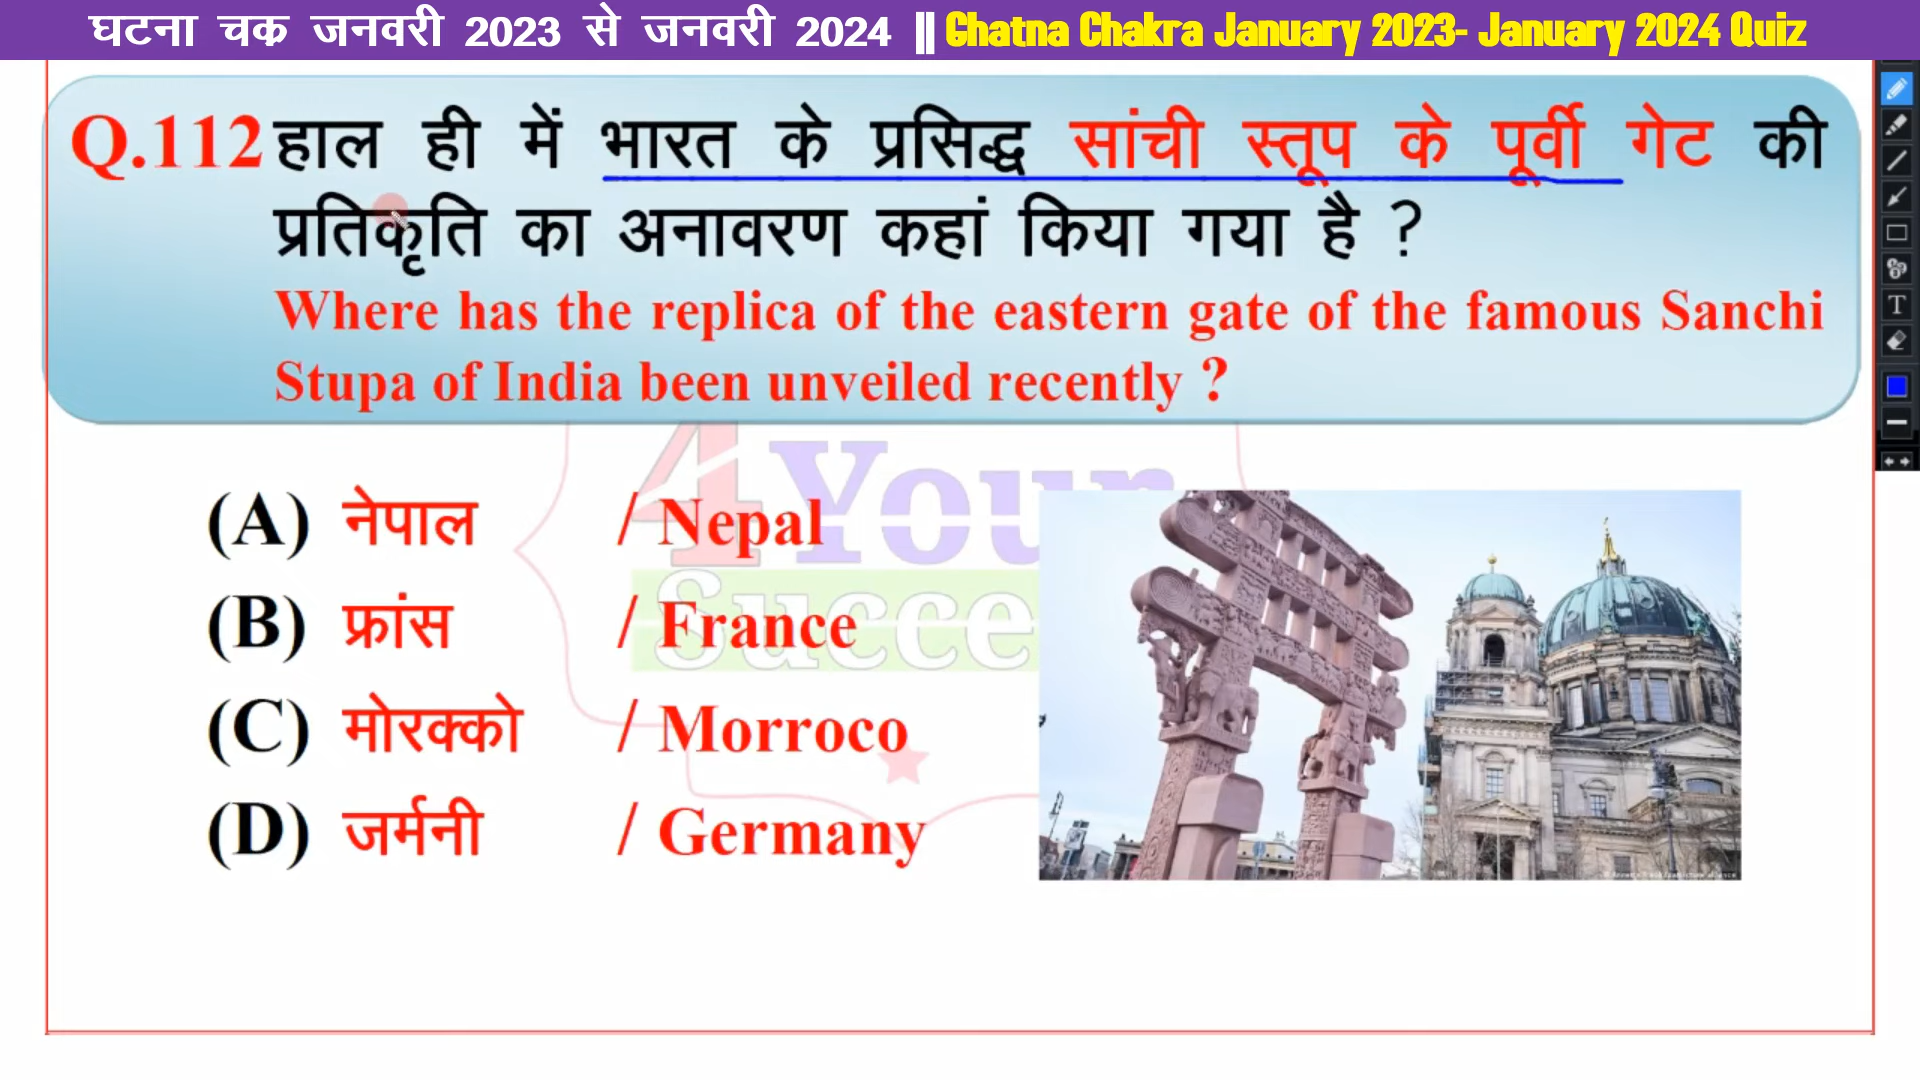 घटना चक्र जनवरी 2023 से जनवरी 2024 || Ghatna Chakra January 2023- January 2024 Quiz
Q.112 हाल ही में भारत के प्रसिद्ध सांची स्तूप के पूर्वी गेट की
प्रतिकृति का अनावरण कहां किया गया है ?
Where has the replica of the eastern gate of the famous Sanchi
Stupa of India been unveiled recently ?
4 Your
Succe
(A) नेपाल / Nepal
(B) फ्रांस / France
(C) मोरक्को / Morroco
(D) जर्मनी / Germany
T